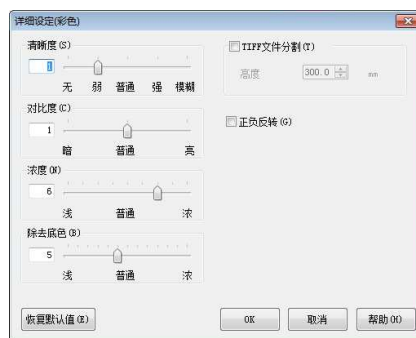 详细设定(彩色)
清晰度(S)
1
无 弱 普通 强 模糊
对比度(C)
1
暗 普通 亮
浓度(N)
6
浅 普通 浓
除去底色(B)
5
浅 普通 浓
TIFF文件分割(T)
高度 300.0 mm
正负反转(G)
恢复默认值(E) OK 取消 帮助(H)